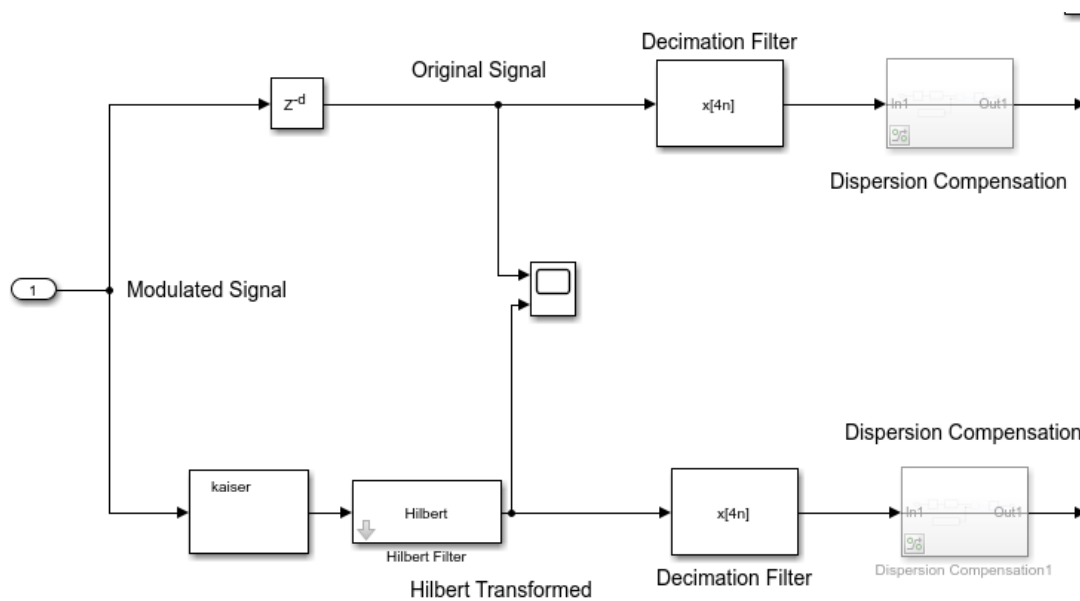 Decimation Filter
Original Signal
z-d
x[4n]
In1
Out1
Dispersion Compensation
1
Modulated Signal
Dispersion Compensation
kaiser
Hilbert
x[4n]
In1
Out1
Hilbert Filter
Dispersion Compensation1
Hilbert Transformed
Decimation Filter